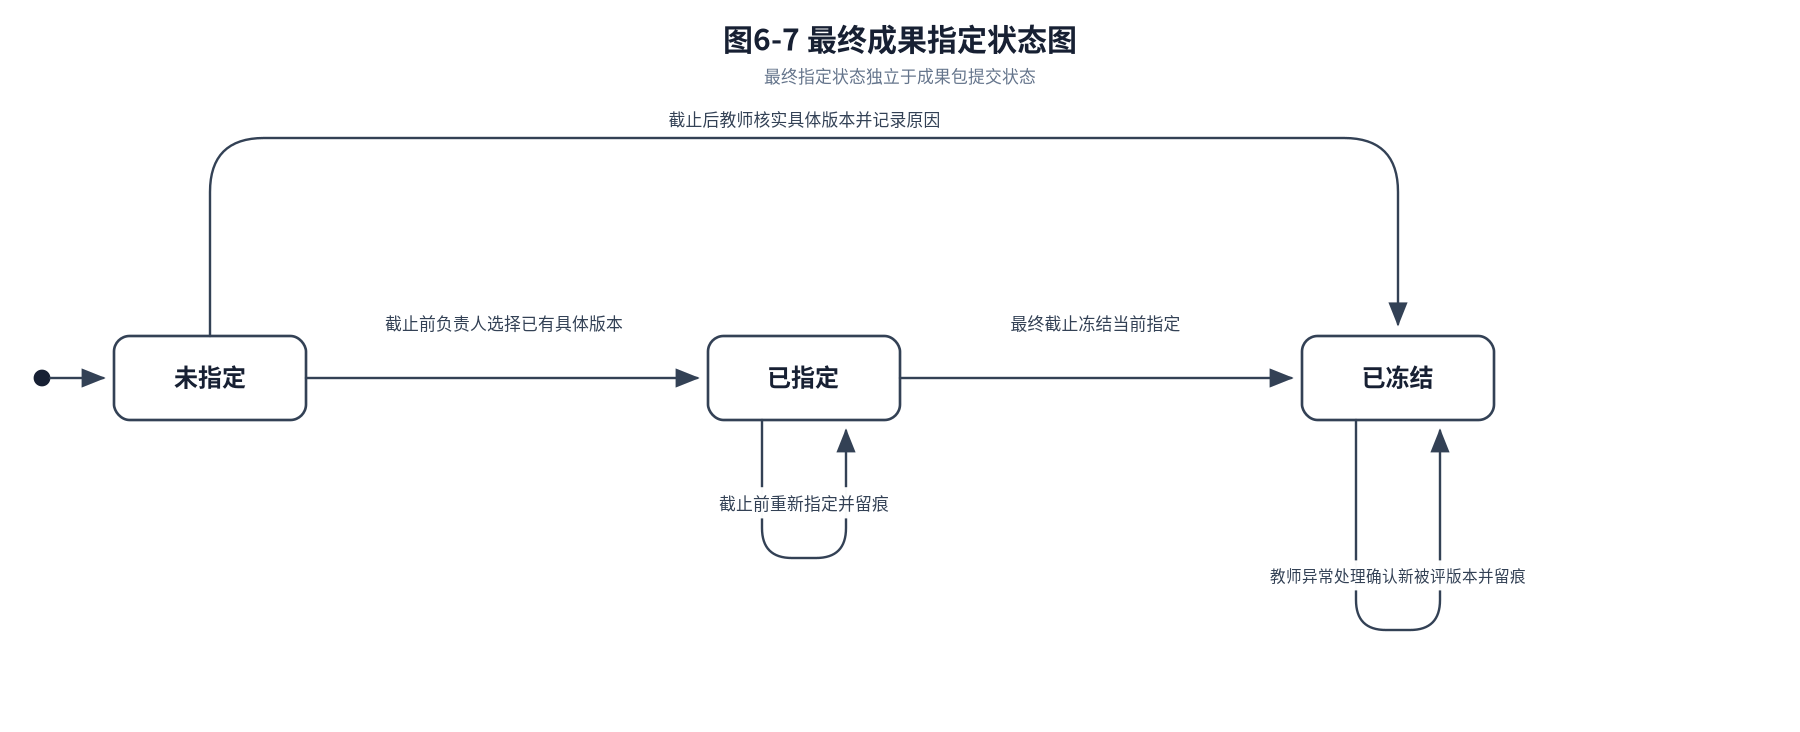 图6-7 最终成果指定状态图
最终指定状态独立于成果包提交状态
截止后教师核实具体版本并记录原因
截止前负责人选择已有具体版本
最终截止冻结当前指定
未指定
已指定
已冻结
截止前重新指定并留痕
教师异常处理确认新被评版本并留痕